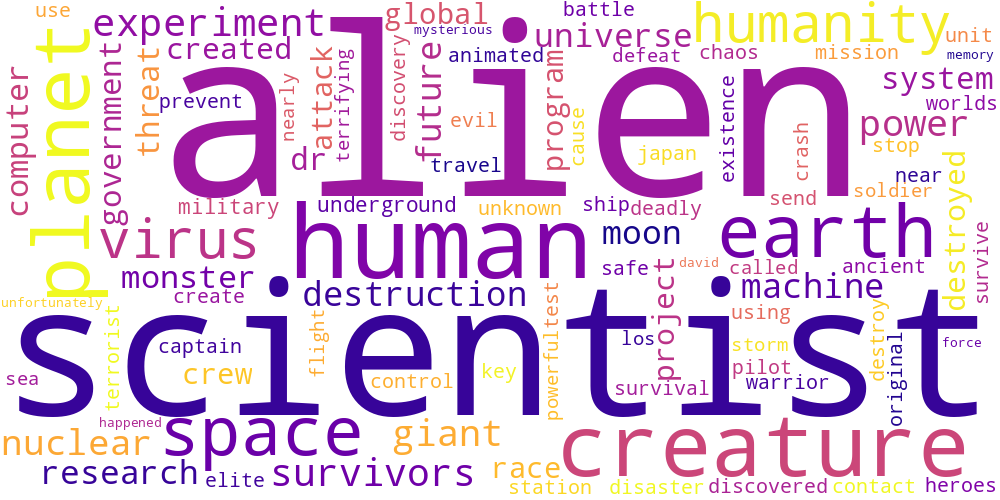 use
global
battle
humanity
experiment
mysterious
alien
created
animated
universe
defeat
chaos
mission
unit
memory
computer
planet
government
threat
prevent
nearly
attack
terrifying
discovery
future
evil
program
cause
japan
existence
crash
system
worlds
power
stop
dr
travel
near
military
underground
unknown
ship
deadly
send
soldier
destroyed
virus
human
moon
earth
survive
monster
safe
david
called
ancient
unfortunately
create
destruction
project
machine
scientist
terrorist
captain
flight
powerful
test
los
using
storm
destroy
original
force
sea
crew
control
key
survival
pilot
warrior
happened
nuclear
space
giant
creature
research
elite
survivors
race
station
disaster
discovered
contact
heroes